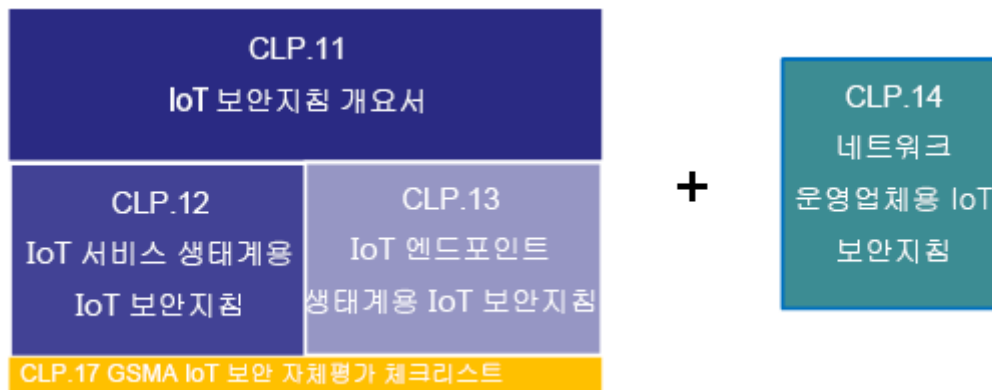 CLP.11
IoT 보안지침 개요서
CLP.12
IoT 서비스 생태계용
IoT 보안지침
CLP.13
IoT 엔드포인트
생태계용 IoT 보안지침
CLP.17 GSMA IoT 보안 자체평가 체크리스트
+
CLP.14
네트워크
운영업체용 IoT
보안지침